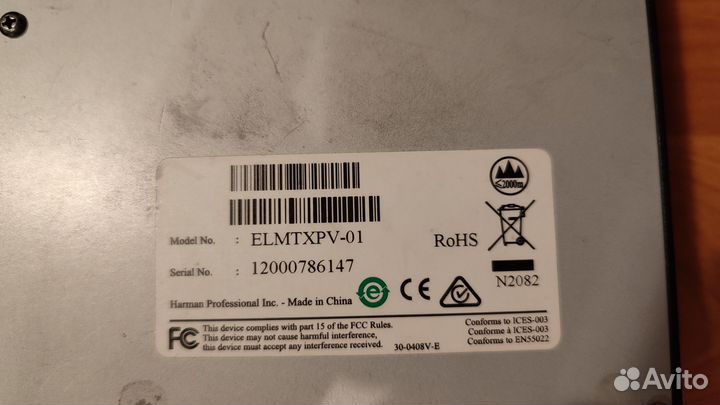 ≤2000m
Model No. : ELMTXPV-01
RoHS
Serial No. : 12000786147
N2082
Harman Professional Inc. - Made in China
e
CE
FC
This device complies with part 15 of the FCC Rules.
This device may not cause harmful interference,
this device must accept any interference received.
30-0408V-E
Conforms to ICES-003
Conforme à ICES-003
Conforms to EN55022
Avito